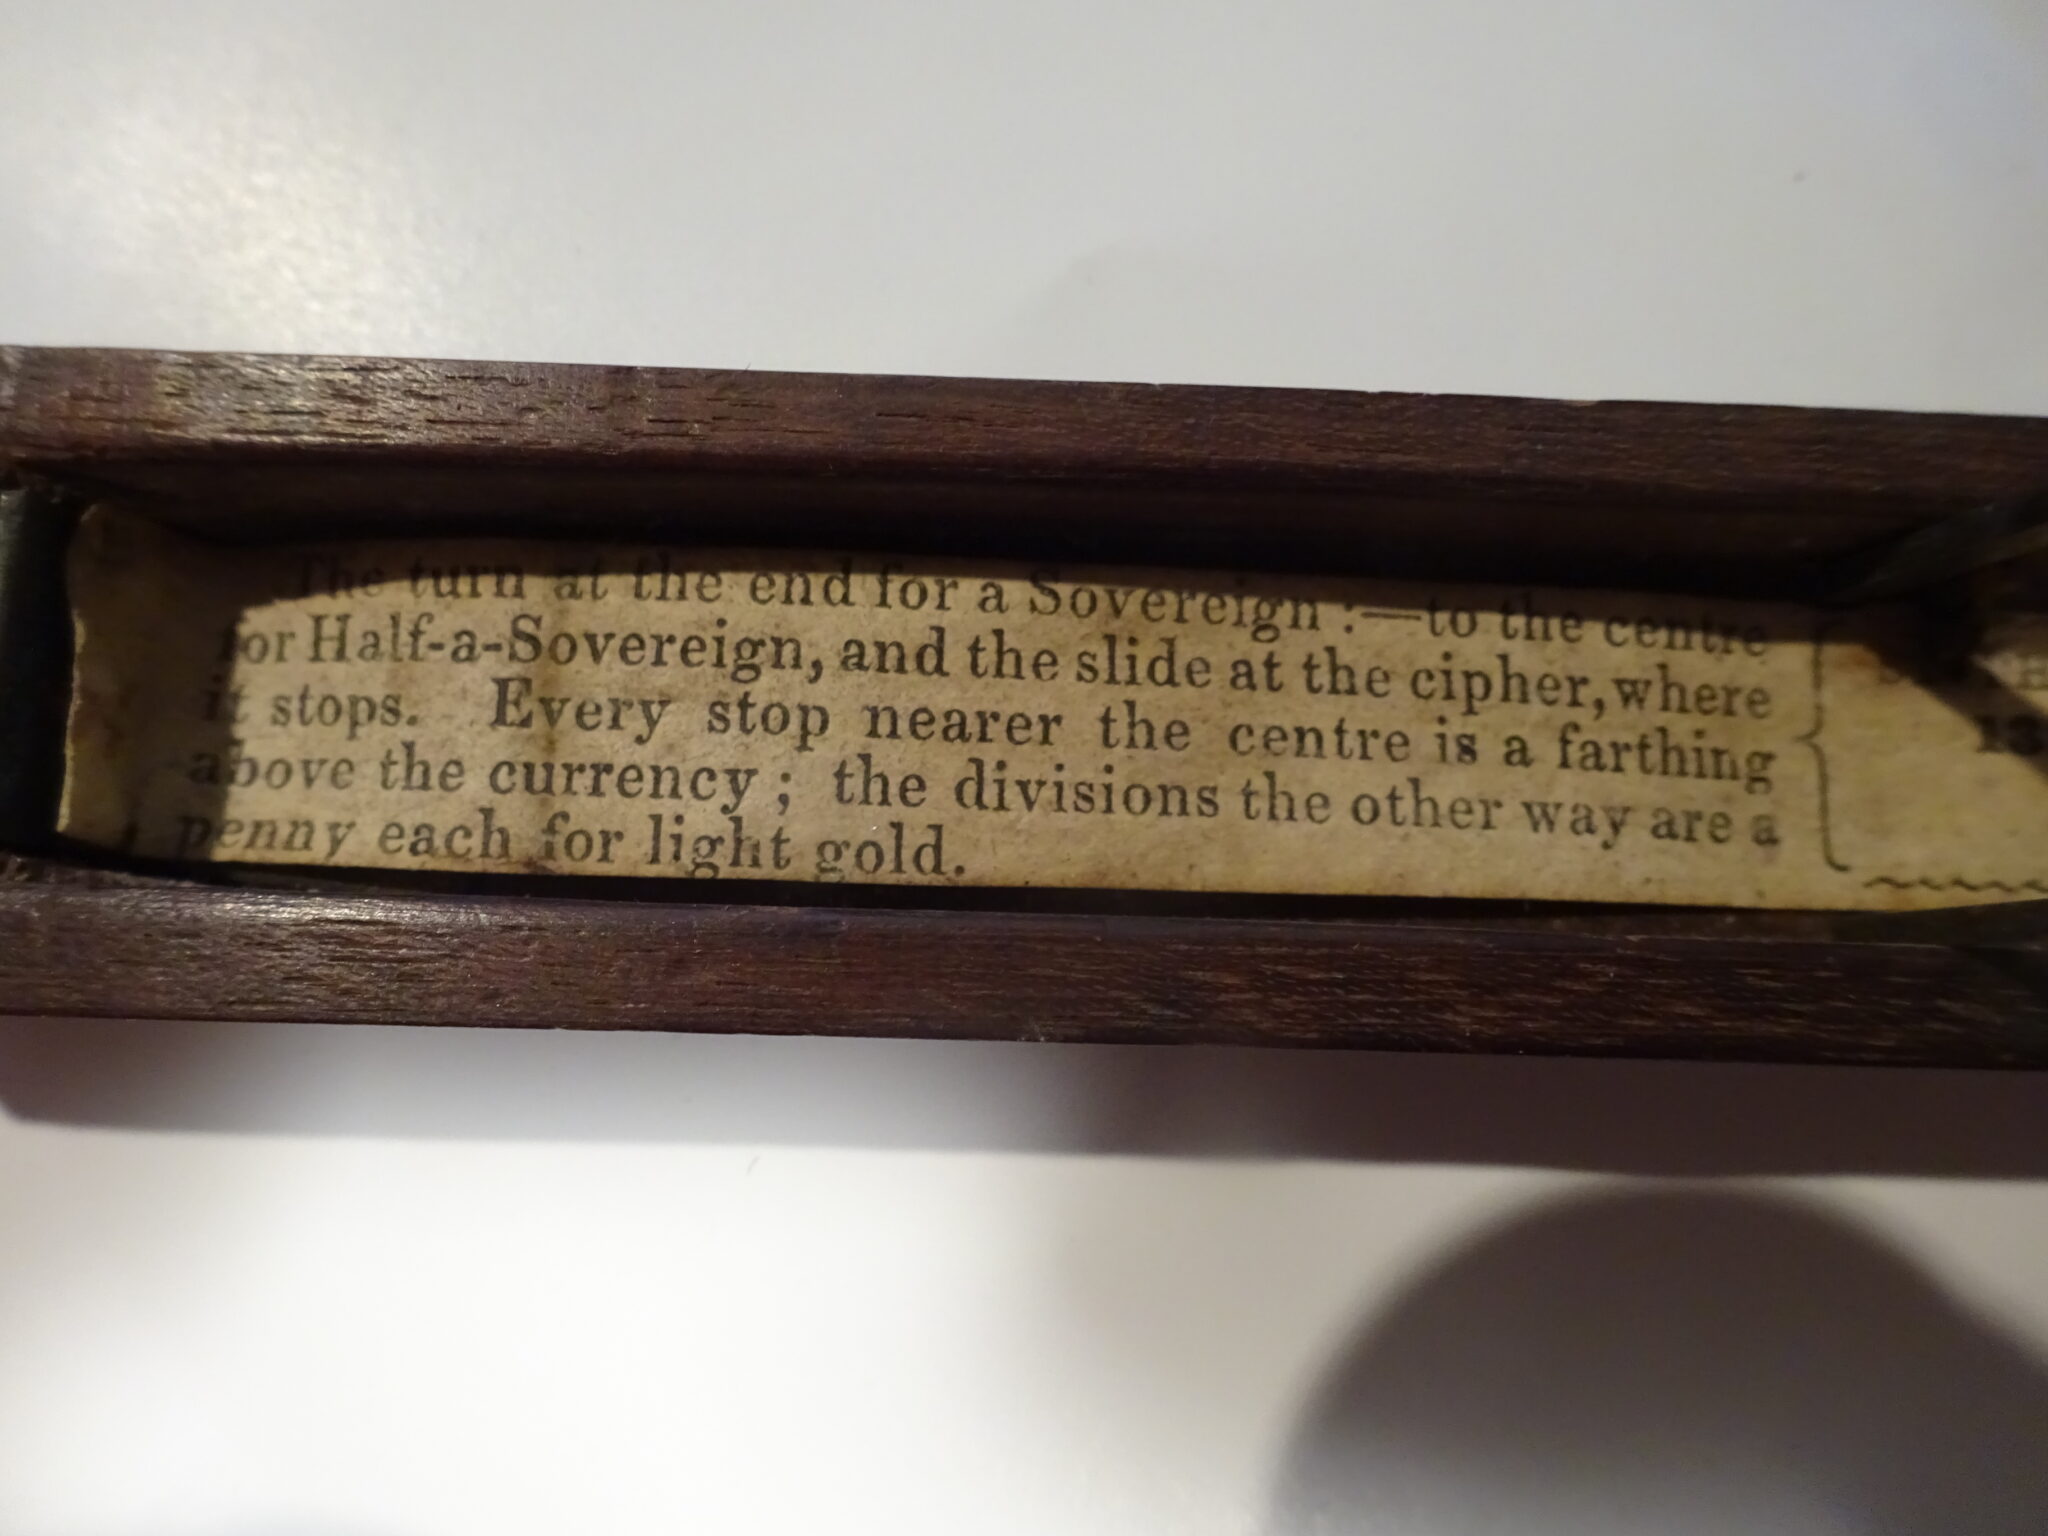 The turn at the end for a Sovereign :—to the centre
for Half-a-Sovereign, and the slide at the cipher, where
it stops. Every stop nearer the centre is a farthing
above the currency ; the divisions the other way are a
penny each for light gold.